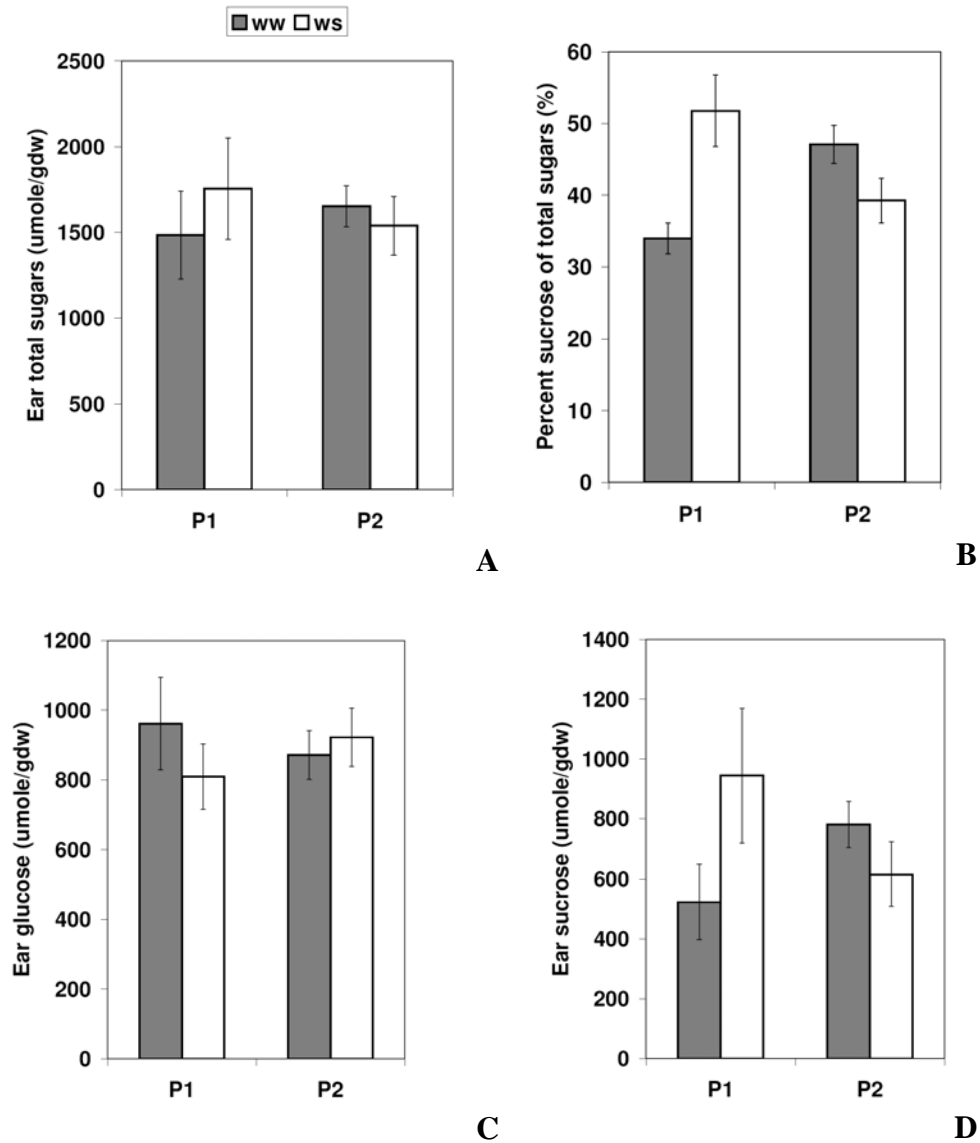 ww ws
Ear total sugars (umole/gdw)
2500
2000
1500
1000
500
0
P1 P2
A
Percent sucrose of total sugars (%)
60
50
40
30
20
10
0
P1 P2
B
Ear glucose (umole/gdw)
1200
1000
800
600
400
200
0
P1 P2
C
Ear sucrose (umole/gdw)
1400
1200
1000
800
600
400
200
0
P1 P2
D